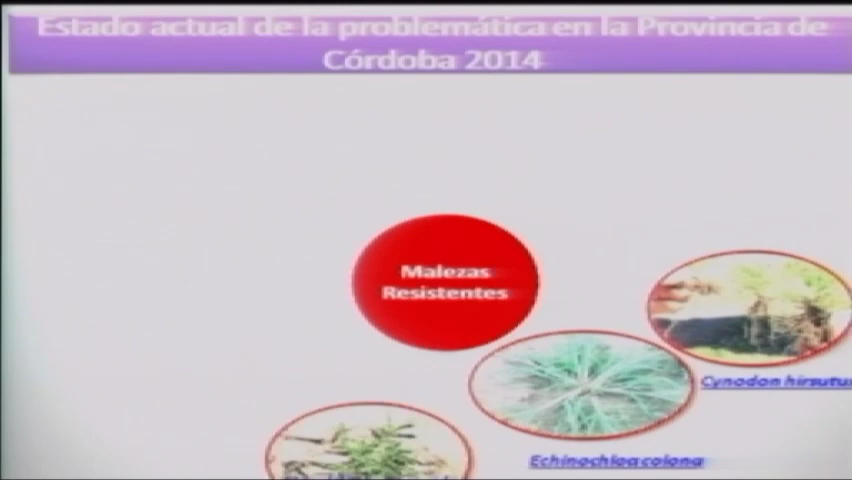 Estado actual de la problemática en la Provincia de
Córdoba 2014
Malezas
Resistentes
Cynodon hirsutus
Echinochloa colona